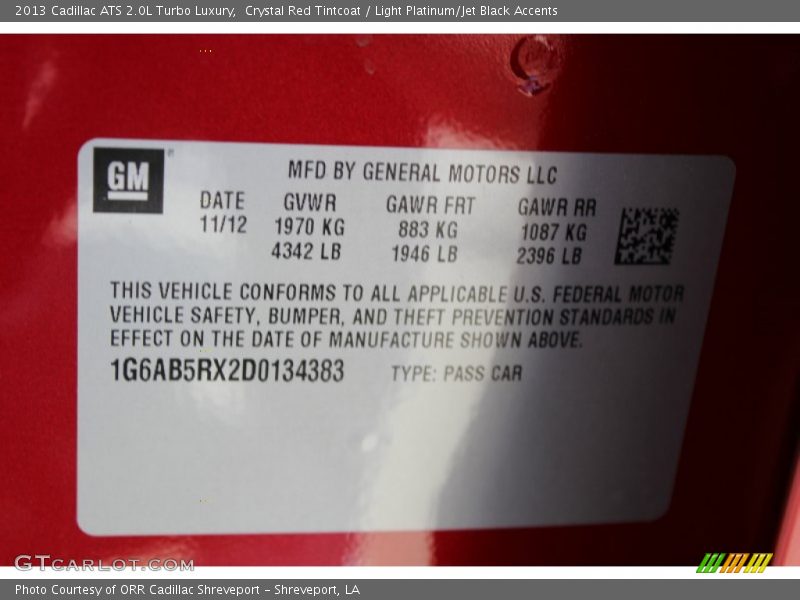 2013 Cadillac ATS 2.0L Turbo Luxury,  Crystal Red Tintcoat / Light Platinum/Jet Black Accents
GM
MFD BY GENERAL MOTORS LLC
DATE GVWR GAWR FRT GAWR RR
11/12 1970 KG 883 KG 1087 KG
4342 LB 1946 LB 2396 LB
THIS VEHICLE CONFORMS TO ALL APPLICABLE U.S. FEDERAL MOTOR
VEHICLE SAFETY, BUMPER, AND THEFT PREVENTION STANDARDS IN
EFFECT ON THE DATE OF MANUFACTURE SHOWN ABOVE.
1G6AB5RX2D0134383 TYPE: PASS CAR
GTCARLOT.COM
Photo Courtesy of ORR Cadillac Shreveport - Shreveport, LA